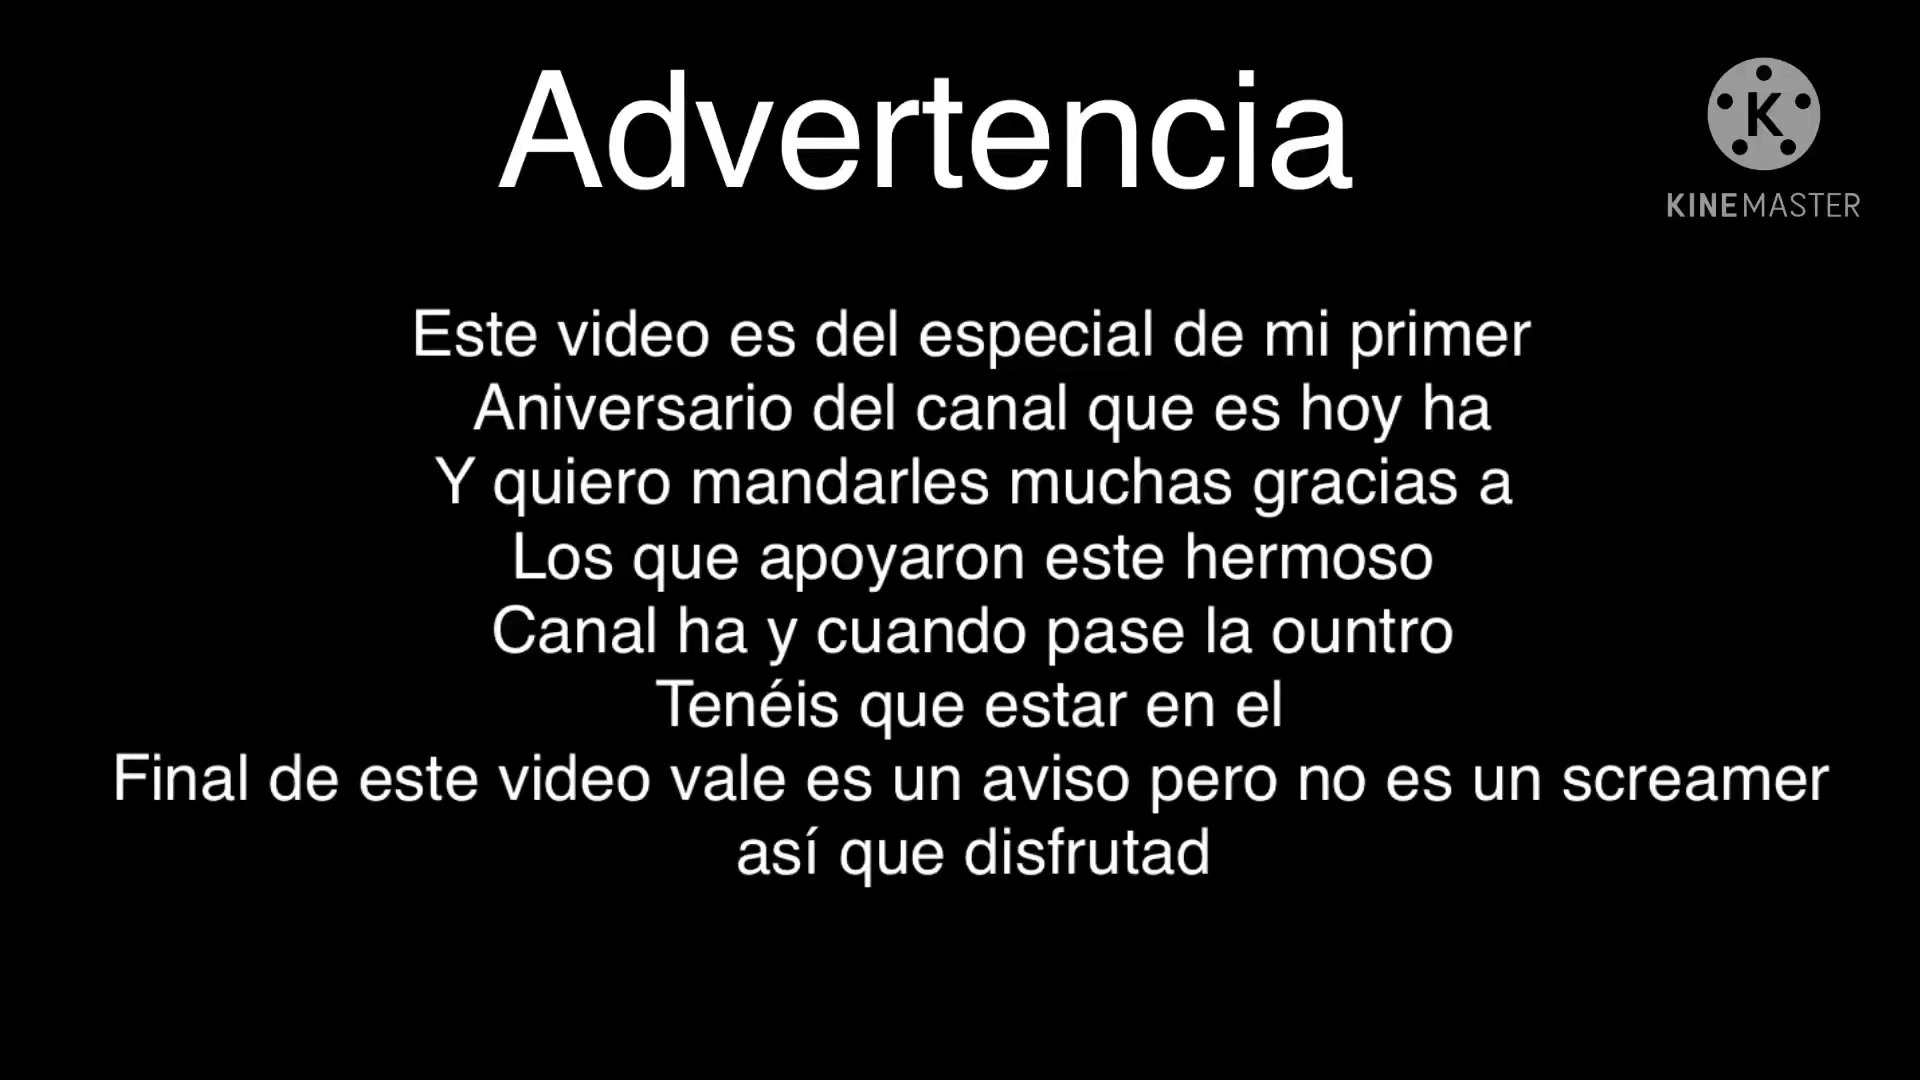 Advertencia
K
KINEMASTER
Este video es del especial de mi primer
Aniversario del canal que es hoy ha
Y quiero mandarles muchas gracias a
Los que apoyaron este hermoso
Canal ha y cuando pase la ountro
Tenéis que estar en el
Final de este video vale es un aviso pero no es un screamer
así que disfrutad